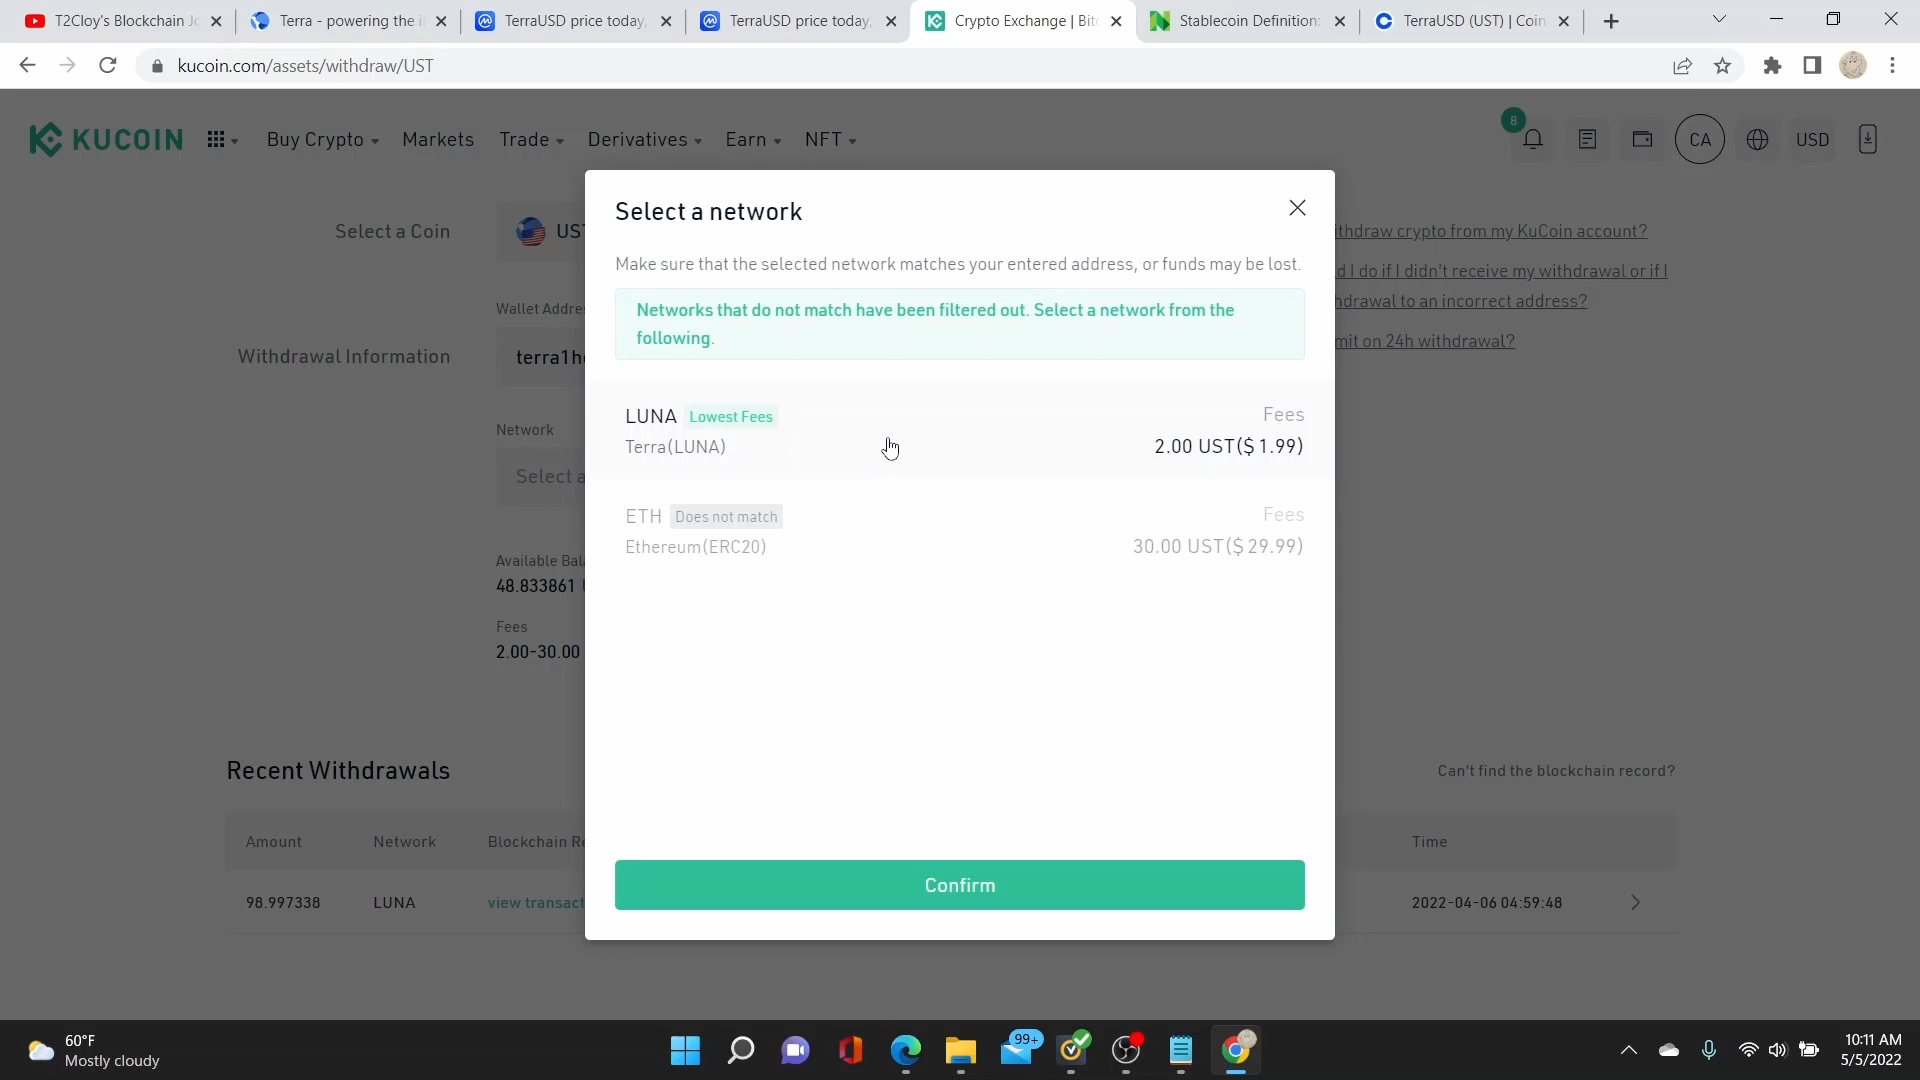 T2Cloy's Blockchain Jo
Terra - powering the i
TerraUSD price today,
TerraUSD price today,
Crypto Exchange | Bitc
Stablecoin Definition:
TerraUSD (UST) | Coin
kucoin.com/assets/withdraw/UST
KUCOIN
Buy Crypto
Markets
Trade
Derivatives
Earn
NFT
8
CA
USD
Select a network
Select a Coin
UST
ithdraw crypto from my KuCoin account?
Make sure that the selected network matches your entered address, or funds may be lost.
d I do if I didn't receive my withdrawal or if I
hdrawal to an incorrect address?
Networks that do not match have been filtered out. Select a network from the
following.
Wallet Addre
mit on 24h withdrawal?
Withdrawal Information
terra1h
LUNA Lowest Fees
Fees
Terra(LUNA)
2.00 UST($ 1.99)
Network
Select a
ETH Does not match
Fees
Ethereum(ERC20)
30.00 UST($ 29.99)
Available Bala
48.833861
Fees
2.00-30.00
Recent Withdrawals
Can't find the blockchain record?
Amount
Network
Blockchain Re
Time
Confirm
98.997338
LUNA
view transact
2022-04-06 04:59:48
60°F
Mostly cloudy
99+
10:11 AM
5/5/2022